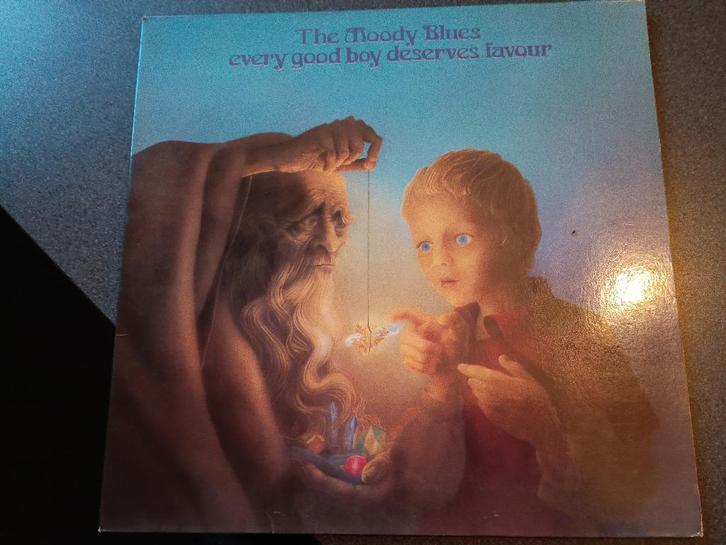 The Moody Blues
every good boy deserves favour